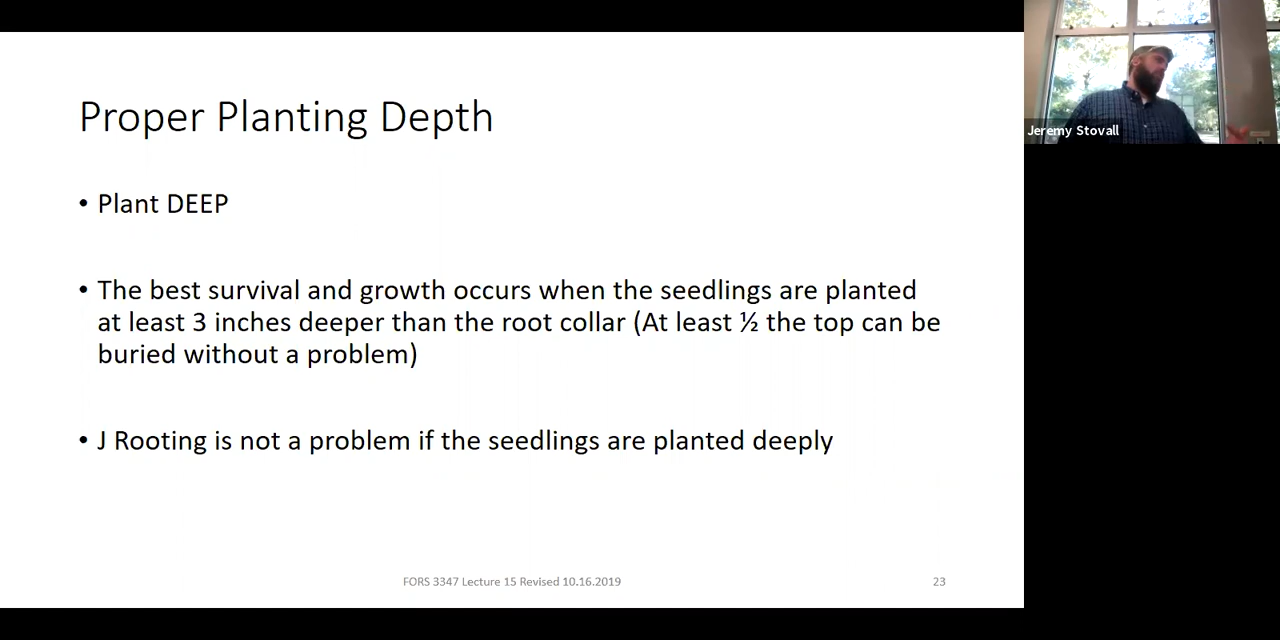 Proper Planting Depth
• Plant DEEP
• The best survival and growth occurs when the seedlings are planted
at least 3 inches deeper than the root collar (At least ½ the top can be
buried without a problem)
• J Rooting is not a problem if the seedlings are planted deeply
FORS 3347 Lecture 15 Revised 10.16.2019
23
Jeremy Stovall